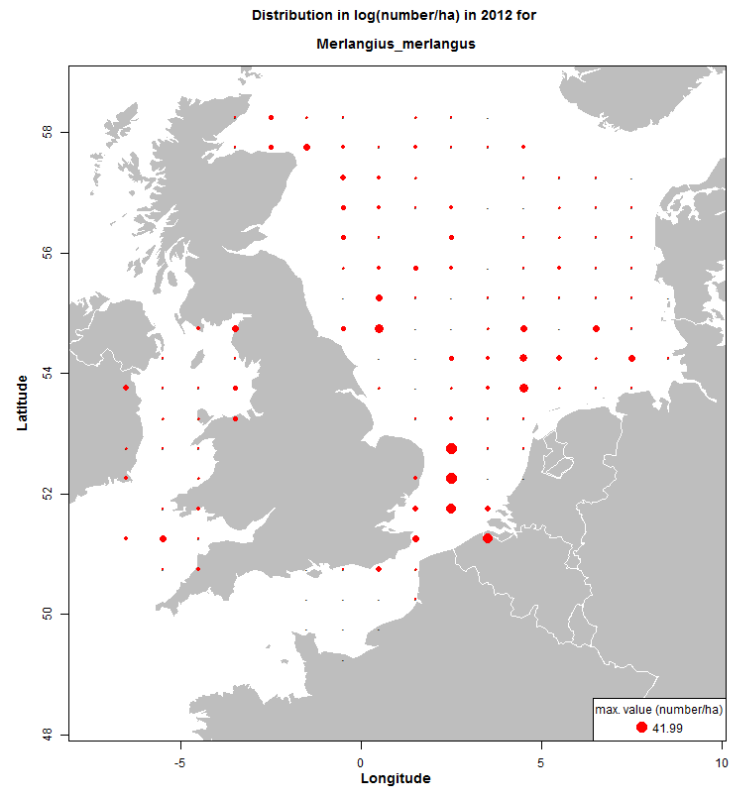 Distribution in log(number/ha) in 2012 for
Merlangius_merlangus
58
56
54
52
50
48
Latitude
-5
0
5
10
Longitude
max. value (number/ha)
41.99